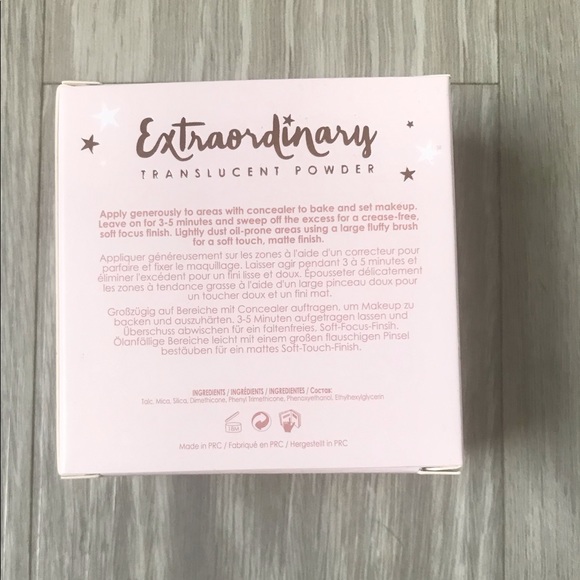 Extraordinary
TRANSLUCENT POWDER
Apply generously to areas with concealer to bake and set makeup.
Leave on for 3-5 minutes and sweep off the excess for a crease-free,
soft focus finish. Lightly dust oil-prone areas using a large fluffy brush
for a soft touch, matte finish.
Appliquer généreusement sur les zones à l'aide d'un correcteur pour
parfaire et fixer le maquillage. Laisser agir pendant 3 à 5 minutes et
éliminer l'excédent pour un fini lisse et doux. Épousseter délicatement
les zones à tendance grasse à l'aide d'un large pinceau doux pour
un toucher doux et un fini mat.
Großzügig auf Bereiche mit Concealer auftragen, um Makeup zu
backen und auszuhärten. 3-5 Minuten aufgetragen lassen und
Überschuss abwischen für ein faltenfreies, Soft-Focus-Finsih.
Ölanfällige Bereiche leicht mit einem großen flauschigen Pinsel
bestäuben für ein mattes Soft-Touch-Finish.
INGREDIENTS / INGRÉDIENTS / INGREDIENTES / Состав:
Talc, Mica, Silica, Dimethicone, Phenyl Trimethicone, Phenoxyethanol, Ethylhexylglycerin
Made in PRC / Fabriqué en PRC / Hergestellt in PRC